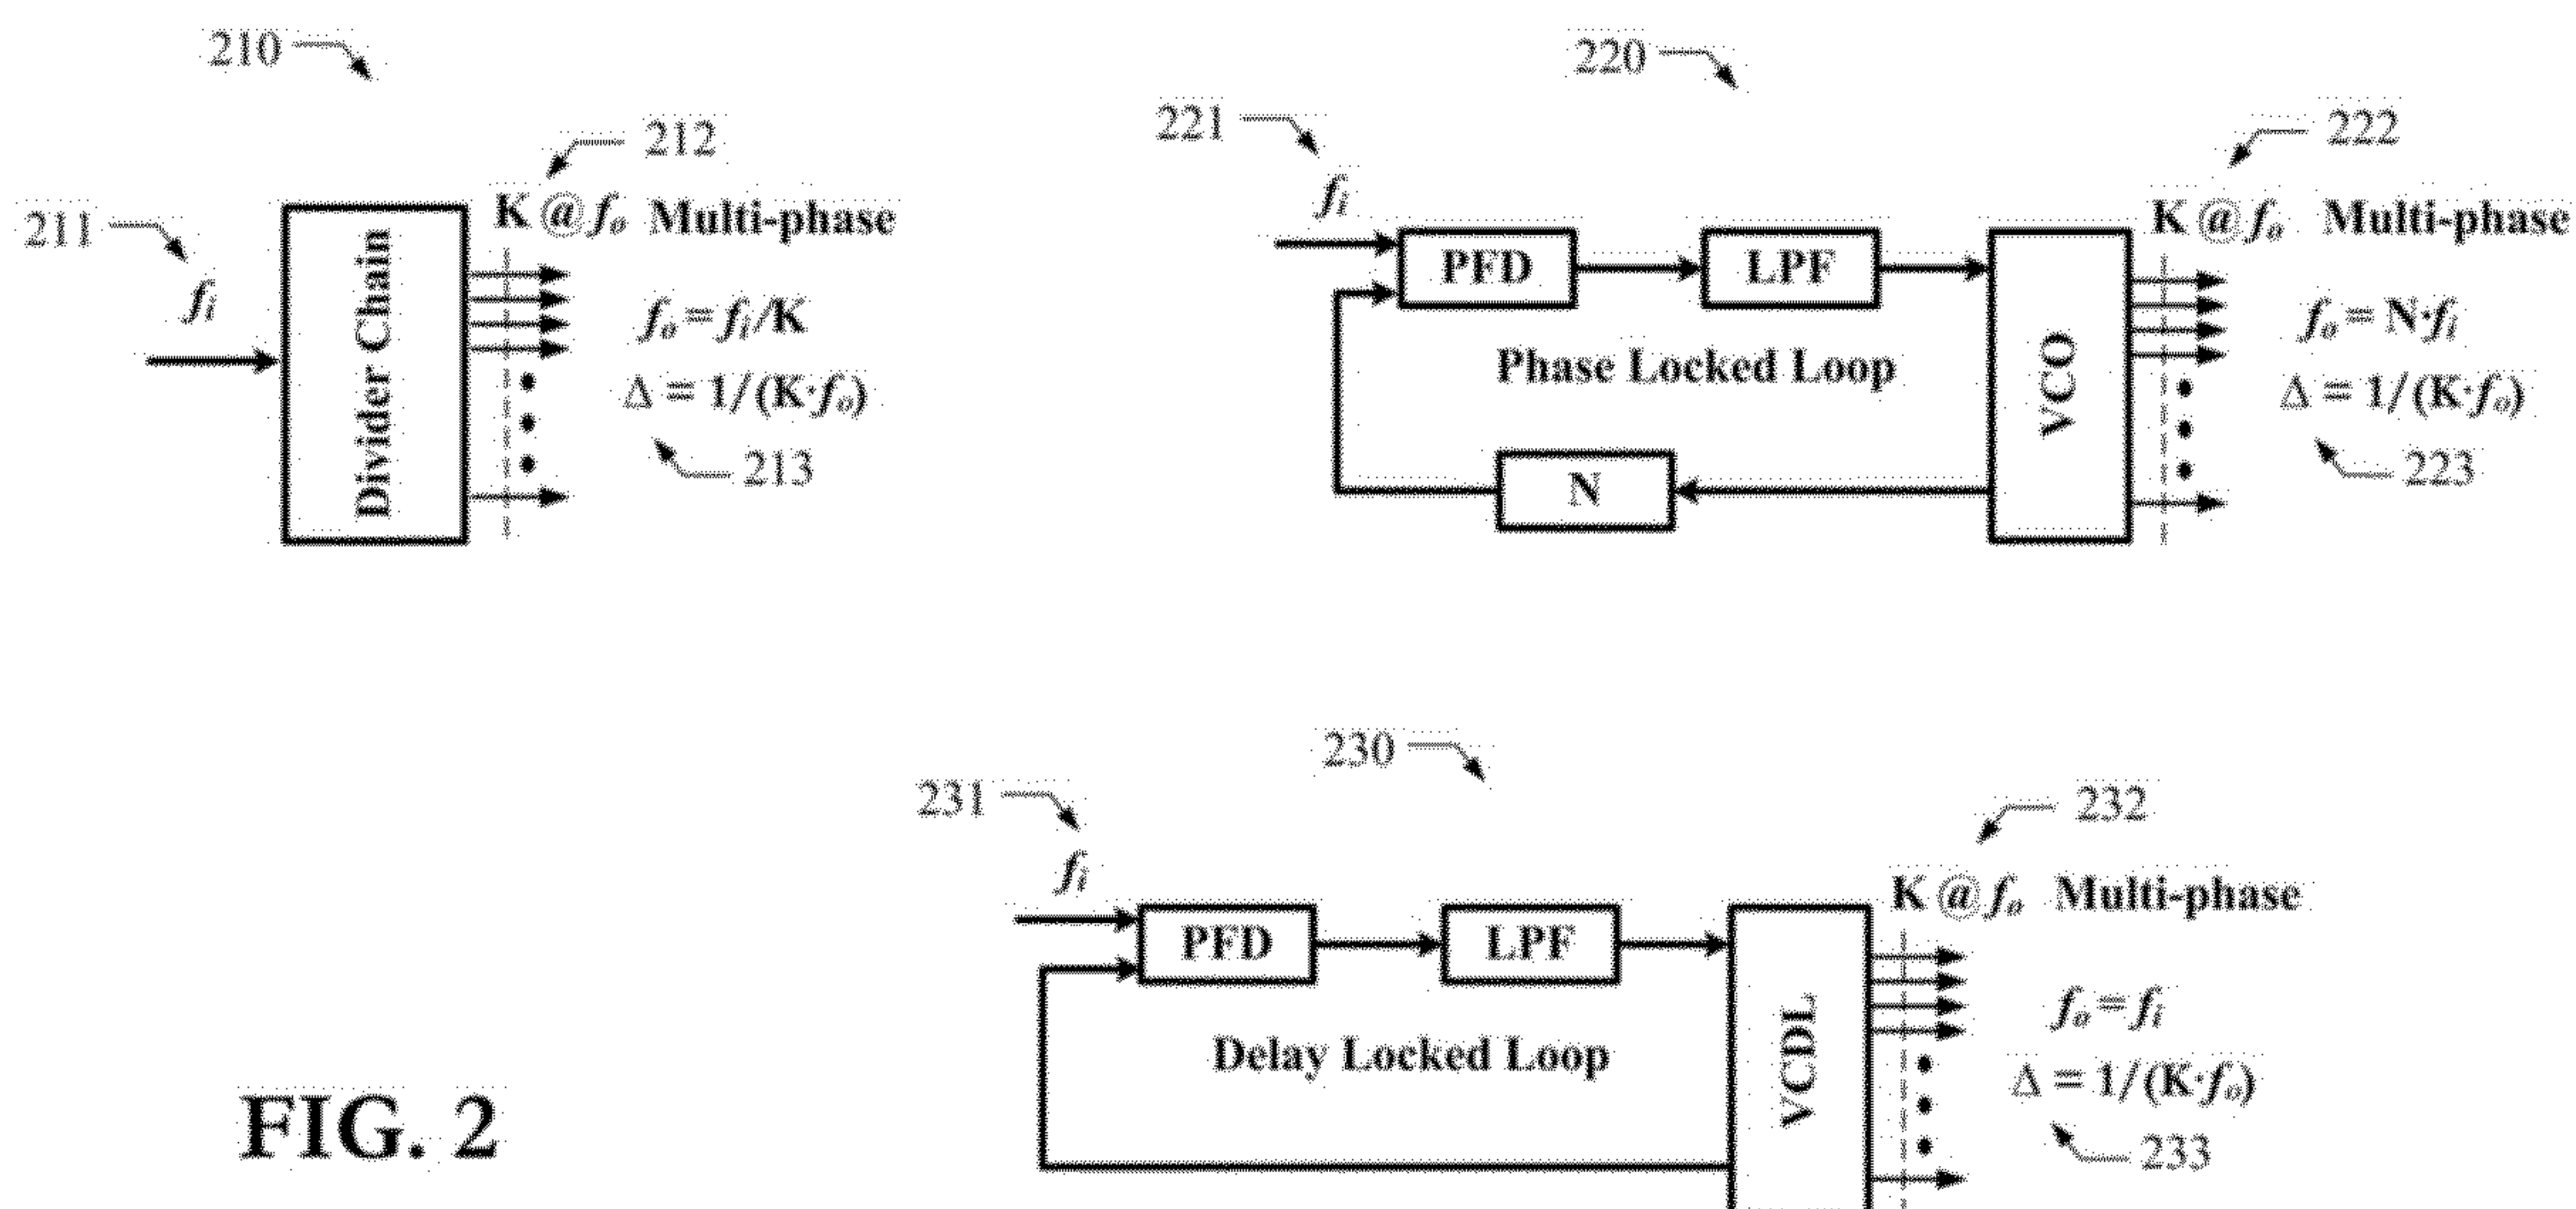 210
212
211
K @ fo Multi-phase
fi
Divider Chain
fo = fi/K
Δ = 1/(K·fo)
213
220
221
222
fi
K @ fo Multi-phase
PFD
LPF
VCO
fo = N·fi
Phase Locked Loop
Δ = 1/(K·fo)
N
223
230
231
232
fi
K @ fo Multi-phase
PFD
LPF
VCDL
fo = fi
Delay Locked Loop
Δ = 1/(K·fo)
233
FIG. 2